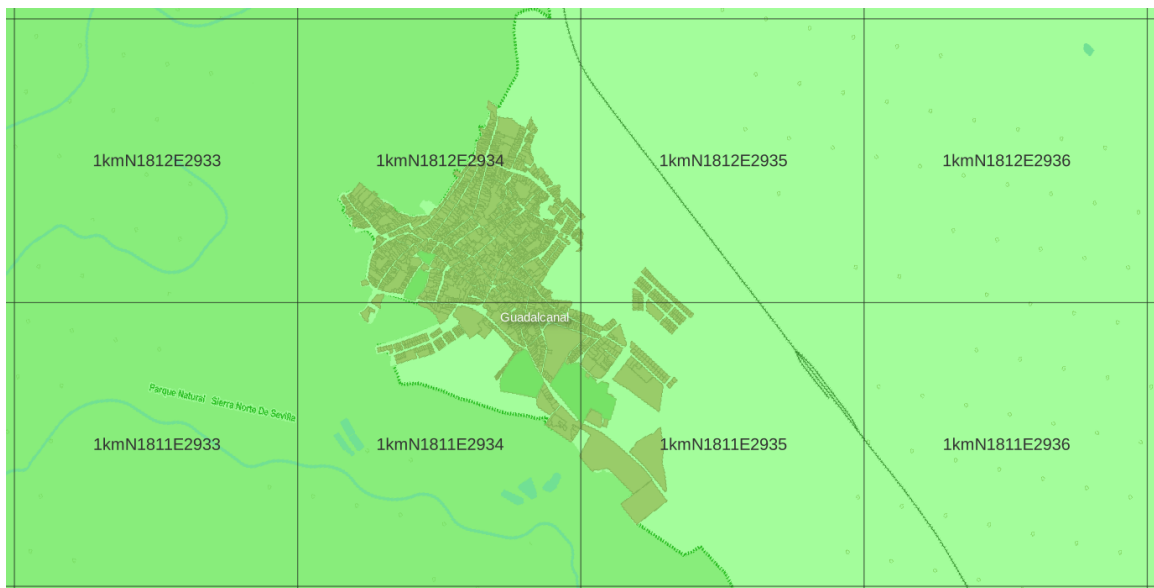 1kmN1812E2933
1kmN1812E2934
1kmN1812E2935
1kmN1812E2936
Guadalcanal
Parque Natural Sierra Norte De Sevilla
1kmN1811E2933
1kmN1811E2934
1kmN1811E2935
1kmN1811E2936